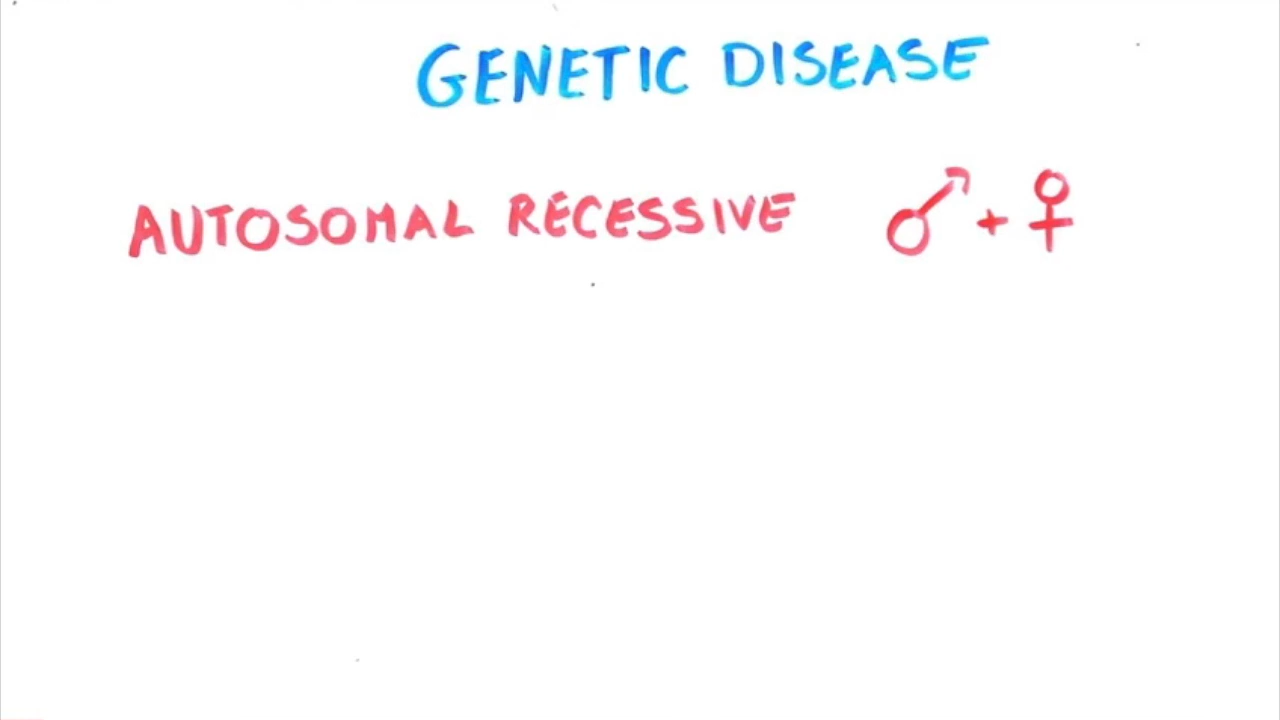 GENETIC DISEASE
AUTOSOMAL RECESSIVE ♂ + ♀